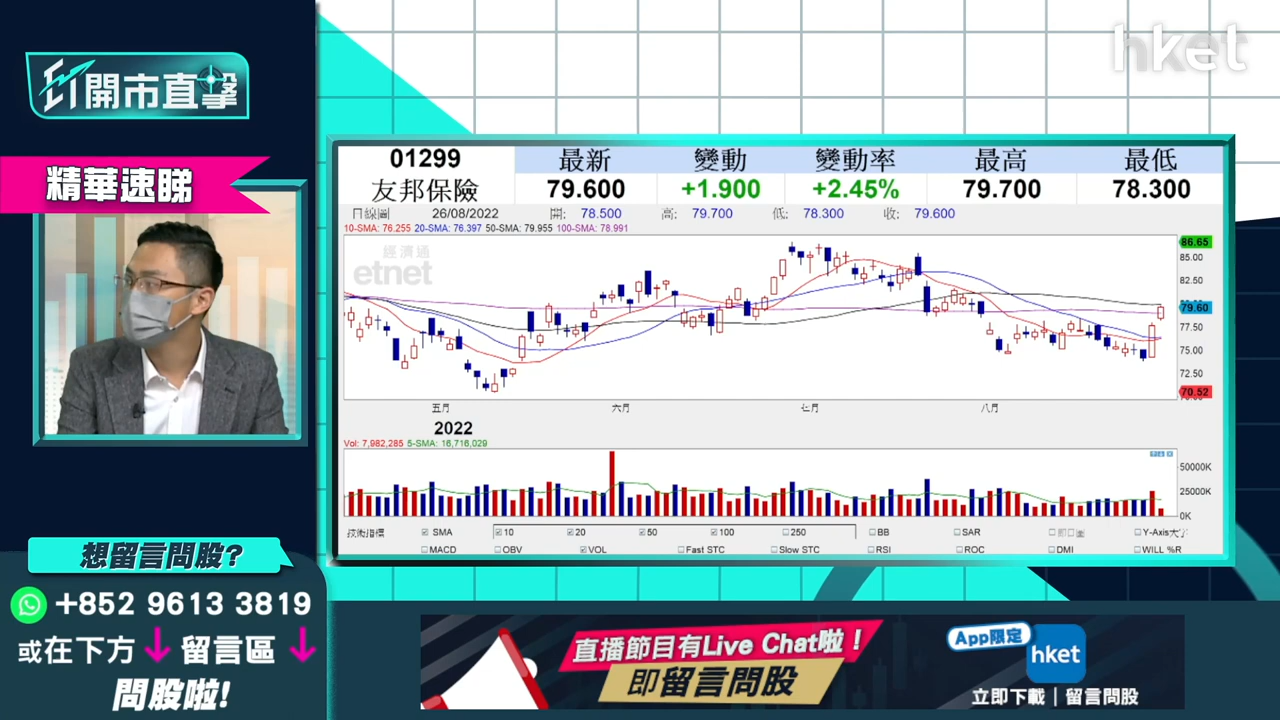 hket
ET開市直擊
精華速睇
01299
友邦保險
最新
變動
變動率
最高
最低
79.600
+1.900
+2.45%
79.700
78.300
日線圖 26/08/2022 開: 78.500 高: 79.700 低: 78.300 收: 79.600
10-SMA: 76.255 20-SMA: 76.397 50-SMA: 79.955 100-SMA: 78.991
經濟通
etnet
86.65
85.00
82.50
79.60
77.50
75.00
72.50
70.52
五月
六月
七月
八月
2022
Vol: 7,982,285 5-SMA: 16,716,029
50000K
25000K
0K
技術指標 SMA 10 20 50 100 250 BB SAR Y-Axis大字
MACD OBV VOL Fast STC Slow STC RSI ROC DMI WILL %R
想留言問股?
+852 9613 3819
或在下方 留言區
問股啦!
直播節目有Live Chat啦!
即留言問股
App限定
hket
立即下載 | 留言問股